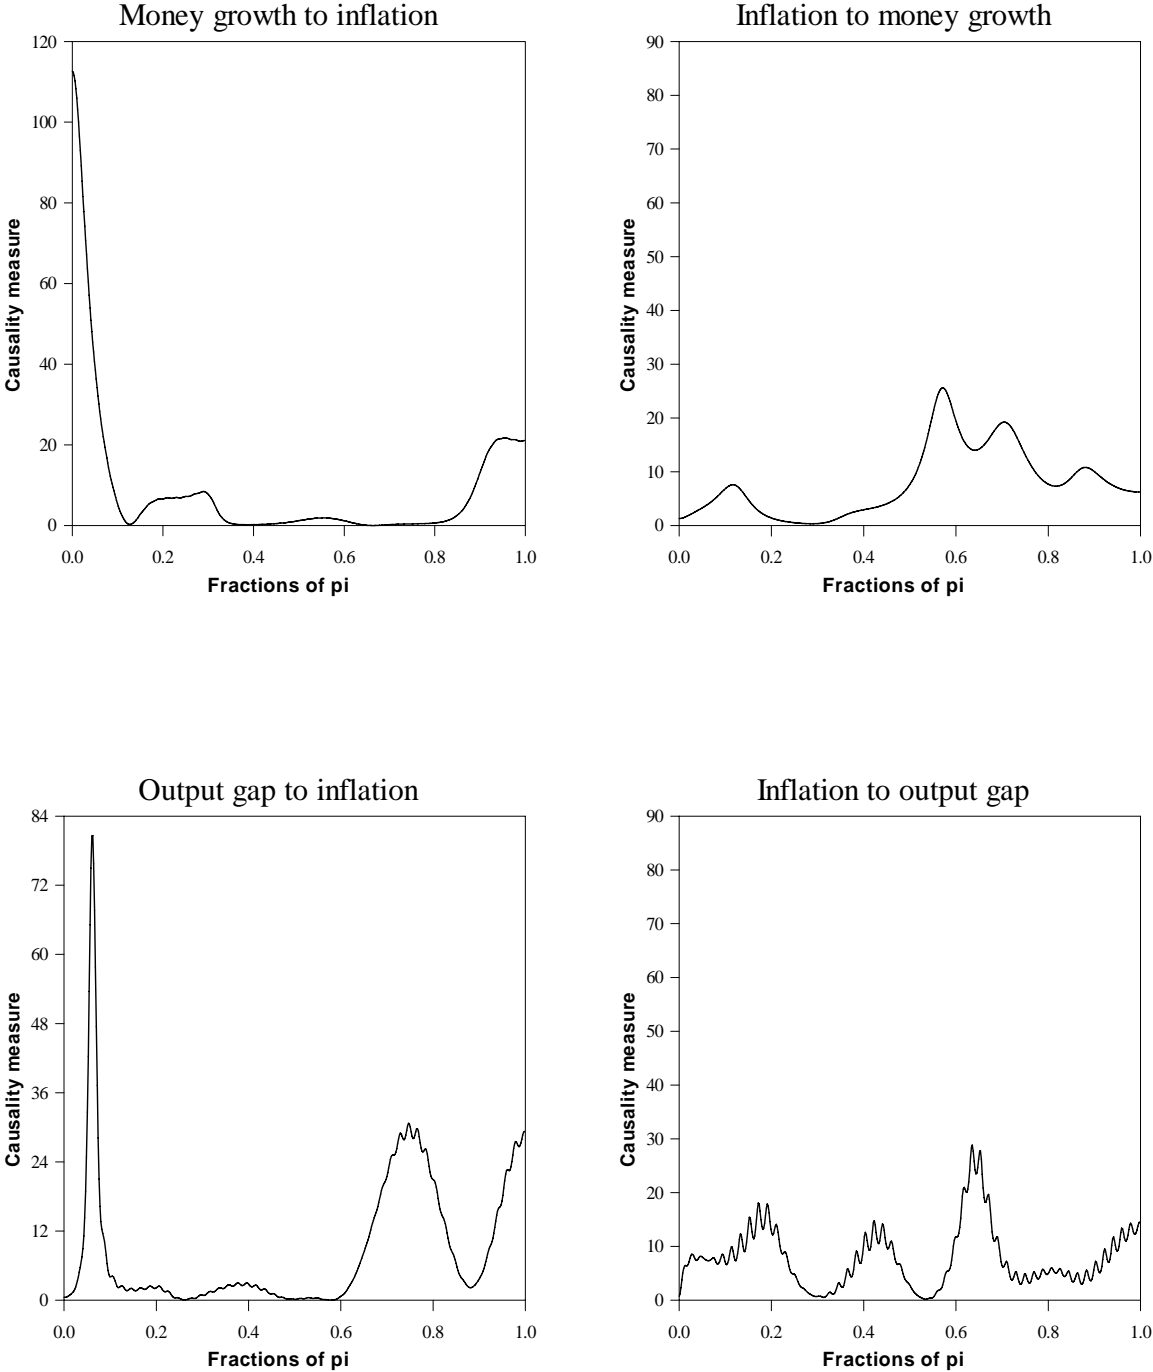 Money growth to inflation
120
100
80
60
40
20
0
Causality measure
0.0 0.2 0.4 0.6 0.8 1.0
Fractions of pi
Inflation to money growth
90
80
70
60
50
40
30
20
10
0
Causality measure
0.0 0.2 0.4 0.6 0.8 1.0
Fractions of pi
Output gap to inflation
84
72
60
48
36
24
12
0
Causality measure
0.0 0.2 0.4 0.6 0.8 1.0
Fractions of pi
Inflation to output gap
90
80
70
60
50
40
30
20
10
0
Causality measure
0.0 0.2 0.4 0.6 0.8 1.0
Fractions of pi